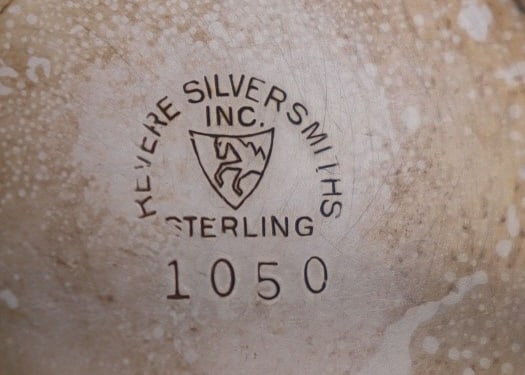 REVERE SILVERSMITHS
INC.
STERLING
1050